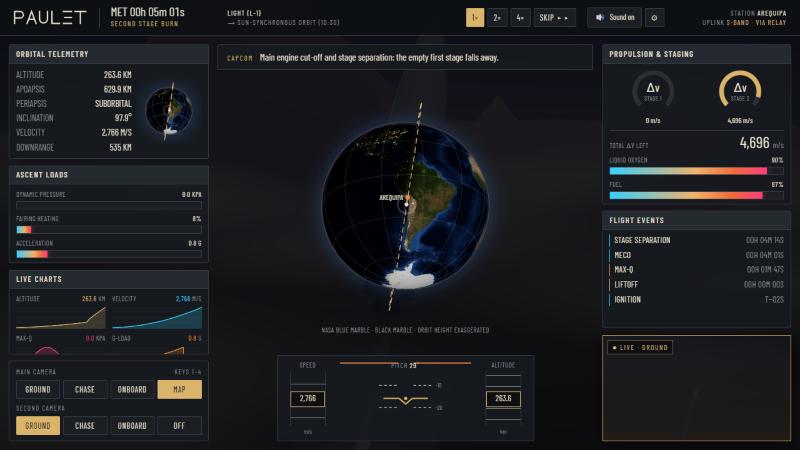 PAULET
MET 00h 05m 01s
SECOND STAGE BURN
LIGHT (L-1)
→ SUN-SYNCHRONOUS ORBIT (10:30)
1× 2× 4× SKIP ▸▸
Sound on
STATION AREQUIPA
UPLINK S-BAND · VIA RELAY
ORBITAL TELEMETRY
ALTITUDE 263.6 KM
APOAPSIS 629.9 KM
PERIAPSIS SUBORBITAL
INCLINATION 97.9°
VELOCITY 2,766 M/S
DOWNRANGE 535 KM
ASCENT LOADS
DYNAMIC PRESSURE 0.0 KPA
FAIRING HEATING 8%
ACCELERATION 0.8 G
LIVE CHARTS
ALTITUDE 263.6 KM VELOCITY 2,766 M/S
MAX-Q 0.0 KPA G-LOAD 0.8 G
MAIN CAMERA KEYS 1-4
GROUND CHASE ONBOARD MAP
SECOND CAMERA
GROUND CHASE ONBOARD OFF
CAPCOM Main engine cut-off and stage separation: the empty first stage falls away.
AREQUIPA
NASA BLUE MARBLE · BLACK MARBLE · ORBIT HEIGHT EXAGGERATED
SPEED PITCH 29° ALTITUDE
-10
2,766 263.6
-20
m/s km
PROPULSION & STAGING
Δv Δv
STAGE 1 STAGE 2
0 m/s 4,696 m/s
TOTAL ΔV LEFT 4,696 m/s
LIQUID OXYGEN 90%
FUEL 87%
FLIGHT EVENTS
STAGE SEPARATION 00H 04M 14S
MECO 00H 04M 01S
MAX-Q 00H 01M 47S
LIFTOFF 00H 00M 00S
IGNITION T-02S
LIVE · GROUND